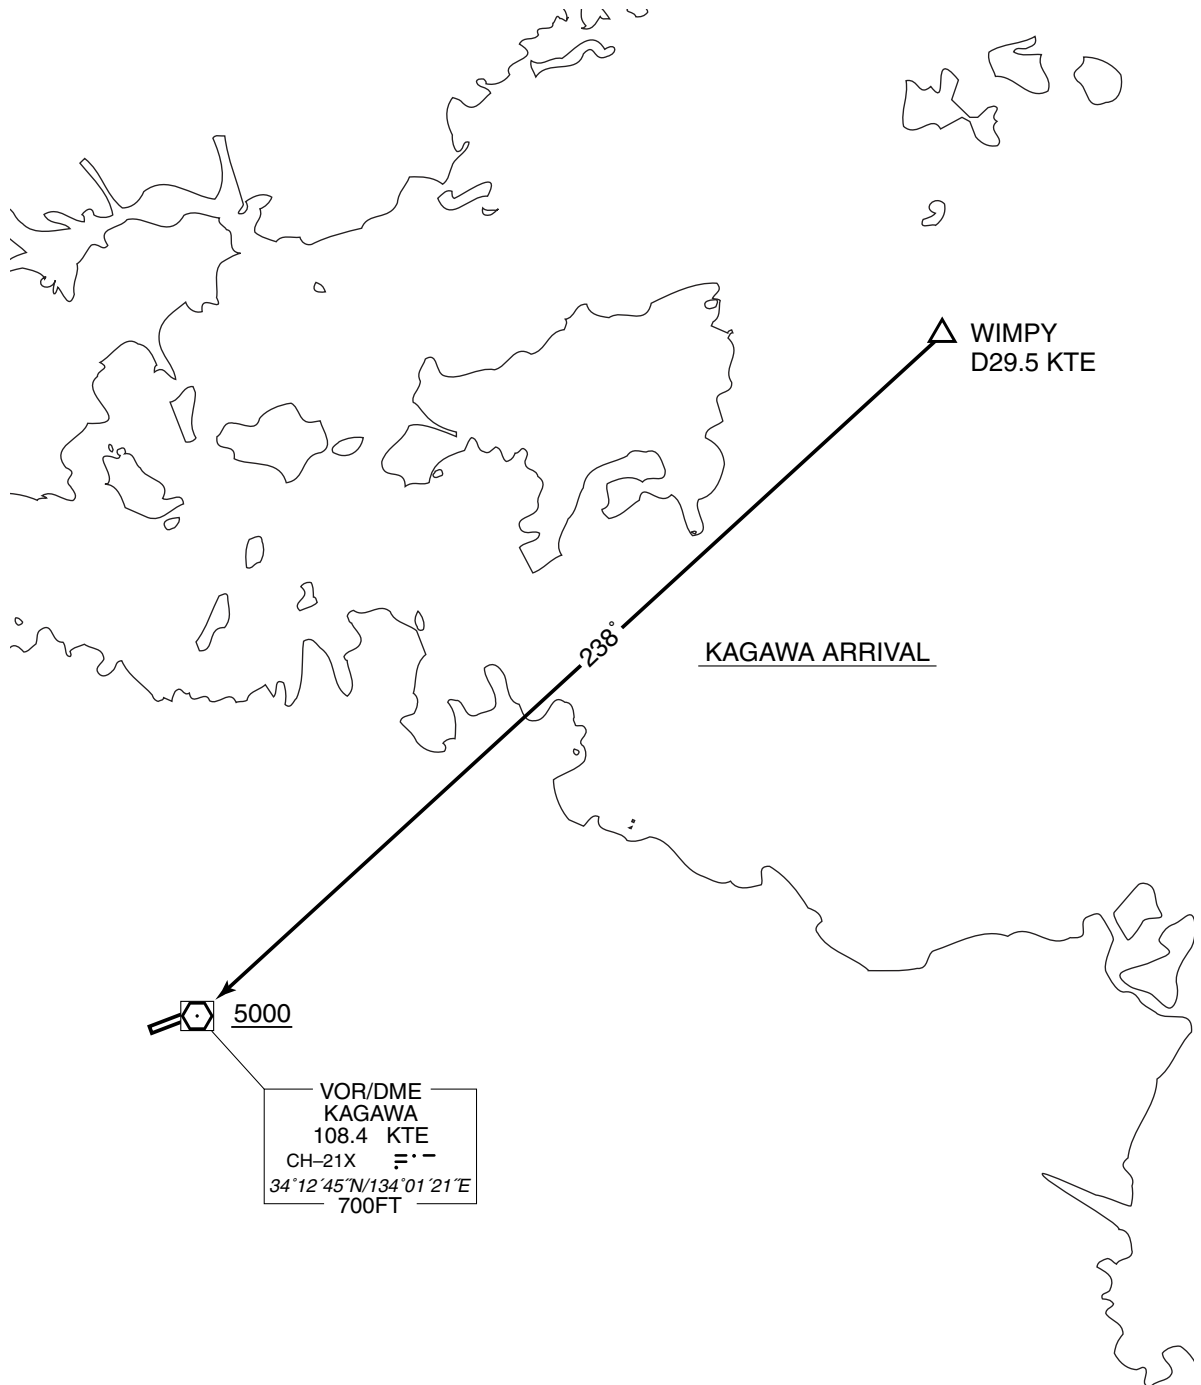 WIMPY
D29.5 KTE
238°
KAGAWA ARRIVAL
5000
VOR/DME
KAGAWA
108.4 KTE
CH–21X
34°12´45˝N/134°01´21˝E
700FT